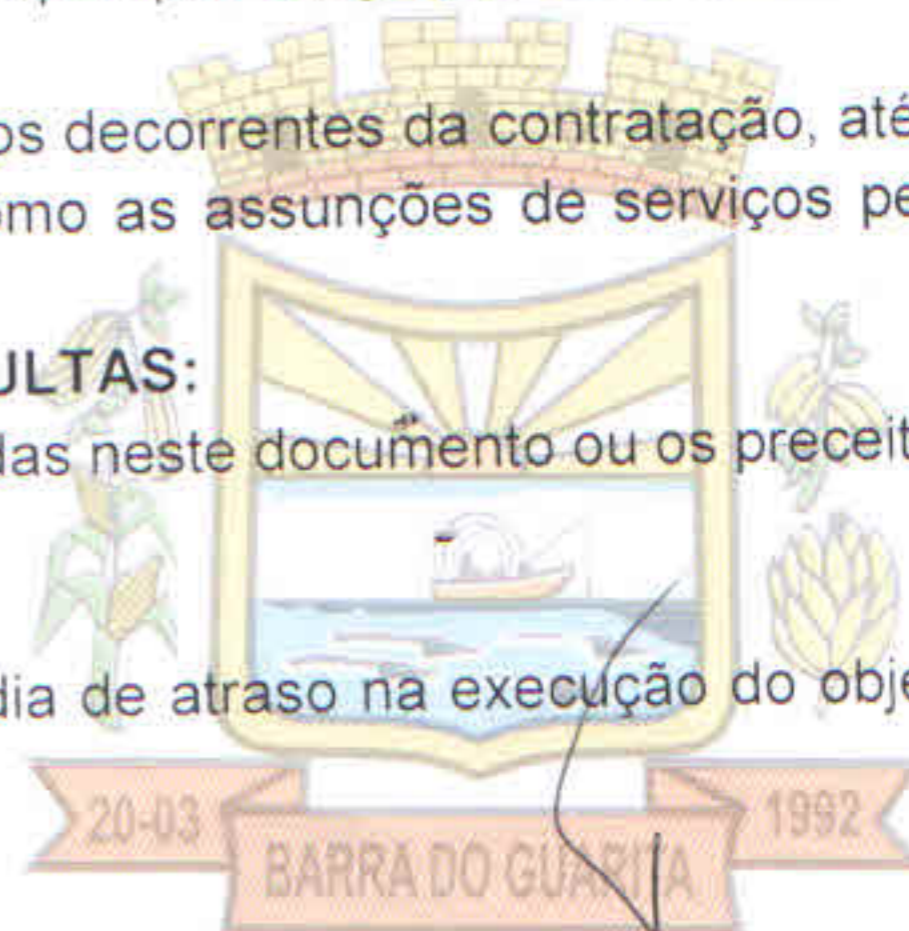 os decorrentes da contratação, até
omo as assunções de serviços pe
ULTAS:
das neste documento ou os preceit
dia de atraso na execução do obje
20-03
1992
BARRA DO GUARITA